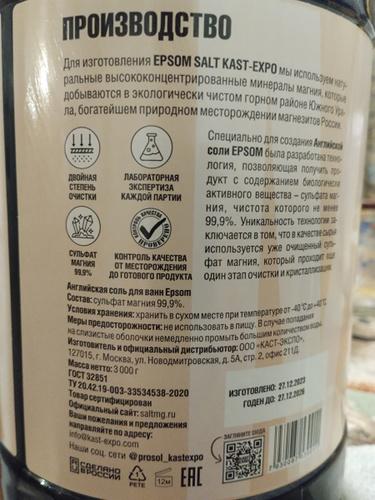 ПРОИЗВОДСТВО
Для изготовления EPSOM SALT KAST-EXPO мы используем нату-
ральные высококонцентрированные минералы магния, которые
добываются в экологически чистом горном районе Южного Ура-
ла, богатейшем природном месторождении магнезитов России.
ДВОЙНАЯ
СТЕПЕНЬ
ОЧИСТКИ
ЛАБОРАТОРНАЯ
ЭКСПЕРТИЗА
КАЖДОЙ ПАРТИИ
СУЛЬФАТ
МАГНИЯ
99,9%
КОНТРОЛЬ КАЧЕСТВА
ПРОВЕРЕНО
КОНТРОЛЬ КАЧЕСТВА
ОТ МЕСТОРОЖДЕНИЯ
ДО ГОТОВОГО ПРОДУКТА
Специально для создания Английской
соли EPSOM была разработана техно-
логия, позволяющая получить про-
дукт с содержанием биологически
активного вещества – сульфата маг-
ния, чистота которого не менее
99,9%. Уникальность технологии за-
ключается в том, что в качестве сырья
используется уже очищенный суль-
фат магния, который проходит еще
один этап очистки и кристаллизации.
Английская соль для ванн Epsom
Состав: сульфат магния 99,9%.
Условия хранения: хранить в сухом месте при температуре от -40°C до +40°C.
Меры предосторожности: не использовать в пищу. В случае попадания
на слизистые оболочки немедленно промыть большим количеством воды.
Изготовитель и официальный дистрибьютор: ООО «КАСТ-ЭКСПО»,
127015, г. Москва, ул. Новодмитровская, д. 5А, стр. 2, офис 211Д.
Масса нетто: 3 000 г
ГОСТ 32851
ТУ 20.42.19-003-33534538-2020
Товар сертифицирован
Официальный сайт: saltmg.ru
Ваши пожелания и предложения
направляйте по адресу:
info@kast-expo.com
Наши соц. сети @prosol_kastexpo
СДЕЛАНО
В РОССИИ
PETE
12М
EAC
ИЗГОТОВЛЕНО: 27.12.2023
ГОДЕН ДО: 27.12.2026
ЗАГЛЯНИТЕ СЮДА